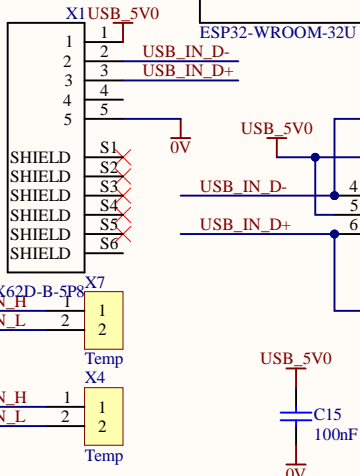 X1 USB_5V0
ESP32-WROOM-32U
1 1
2 2 USB_IN_D-
3 3 USB_IN_D+
4 4
5 5
0V
USB_5V0
SHIELD S1
SHIELD S2
SHIELD S3
SHIELD S4
SHIELD S5
SHIELD S6
USB_IN_D- 4
5
USB_IN_D+ 6
X62D-B-5P8
X7
N_H 1 1
N_L 2 2
Temp
X4
N_H 1 1
N_L 2 2
Temp
USB_5V0
C15
100nF
0V